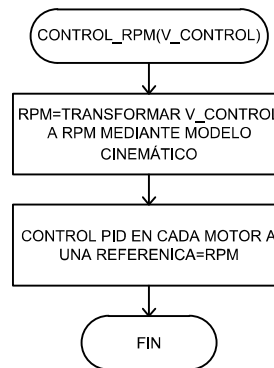 CONTROL_RPM(V_CONTROL)
RPM=TRANSFORMAR V_CONTROL
A RPM MEDIANTE MODELO
CINEMÁTICO
CONTROL PID EN CADA MOTOR A
UNA REFERENICA=RPM
FIN